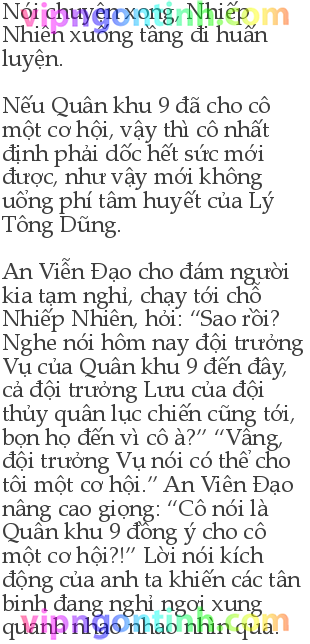 Nói chuyện xong, Nhiếp
vipngontinh.com
Nhiên xuống tầng đi huấn
luyện.
Nếu Quân khu 9 đã cho cô
một cơ hội, vậy thì cô nhất
định phải dốc hết sức mới
được, như vậy mới không
uổng phí tâm huyết của Lý
Tông Dũng.
An Viễn Đạo cho đám người
kia tạm nghỉ, chạy tới chỗ
Nhiếp Nhiên, hỏi: “Sao rồi?
Nghe nói hôm nay đội trưởng
Vụ của Quân khu 9 đến đây,
cả đội trưởng Lưu của đội
thủy quân lục chiến cũng tới,
bọn họ đến vì cô à?” “Vâng,
đội trưởng Vụ nói có thể cho
tôi một cơ hội.” An Viên Đạo
nâng cao giọng: “Cô nói là
Quân khu 9 đồng ý cho cô
một cơ hội?!” Lời nói kích
động của anh ta khiến các tân
binh đang nghỉ ngơi xung
quanh nháo nhào nhìn qua.
vipngontinh.com